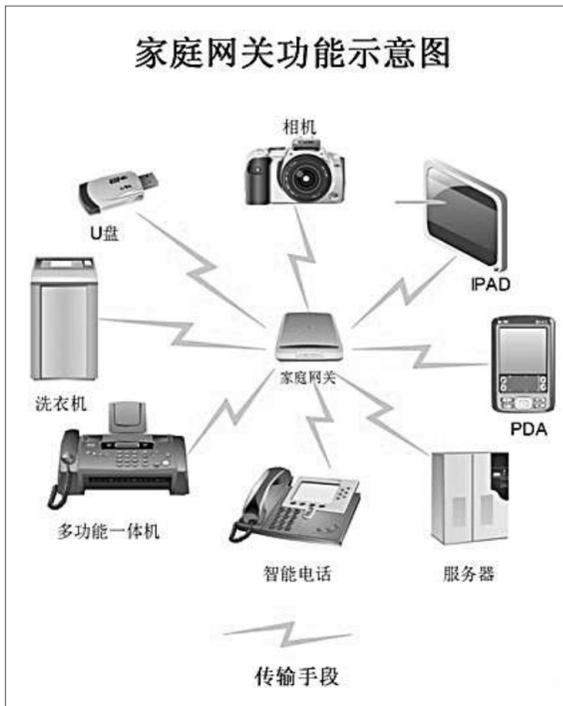 家庭网关功能示意图
相机
U盘
IPAD
洗衣机
家庭网关
PDA
多功能一体机
智能电话
服务器
传输手段